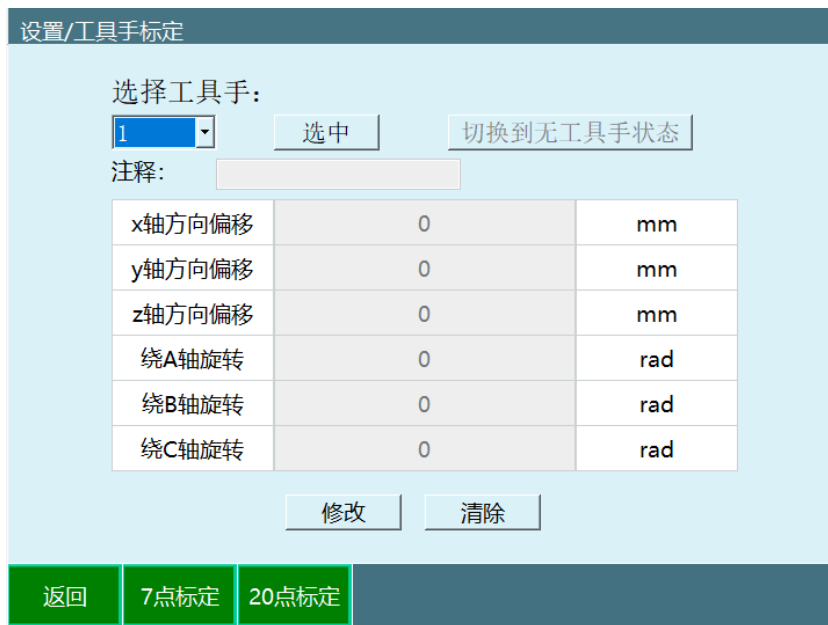 设置/工具手标定
选择工具手：
1 选中 切换到无工具手状态
注释：
x轴方向偏移 0 mm
y轴方向偏移 0 mm
z轴方向偏移 0 mm
绕A轴旋转 0 rad
绕B轴旋转 0 rad
绕C轴旋转 0 rad
修改 清除
返回 7点标定 20点标定